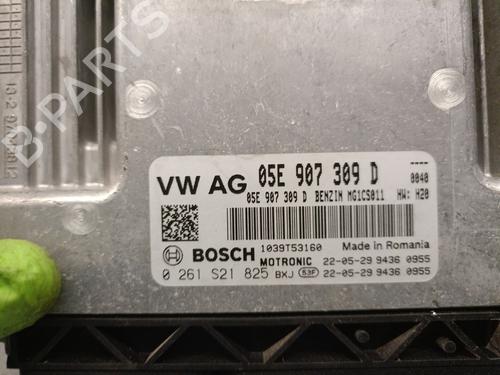 B-PARTS
VW AG 05E 907 309 D ----
0040
05E 907 309 D BENZIN MG1CS011 HW: H20
BOSCH 1039T53160 Made in Romania
MOTRONIC 22-05-29 9436 0955
0 261 S21 825 BXJ 53F 22-05-29 9436 0955